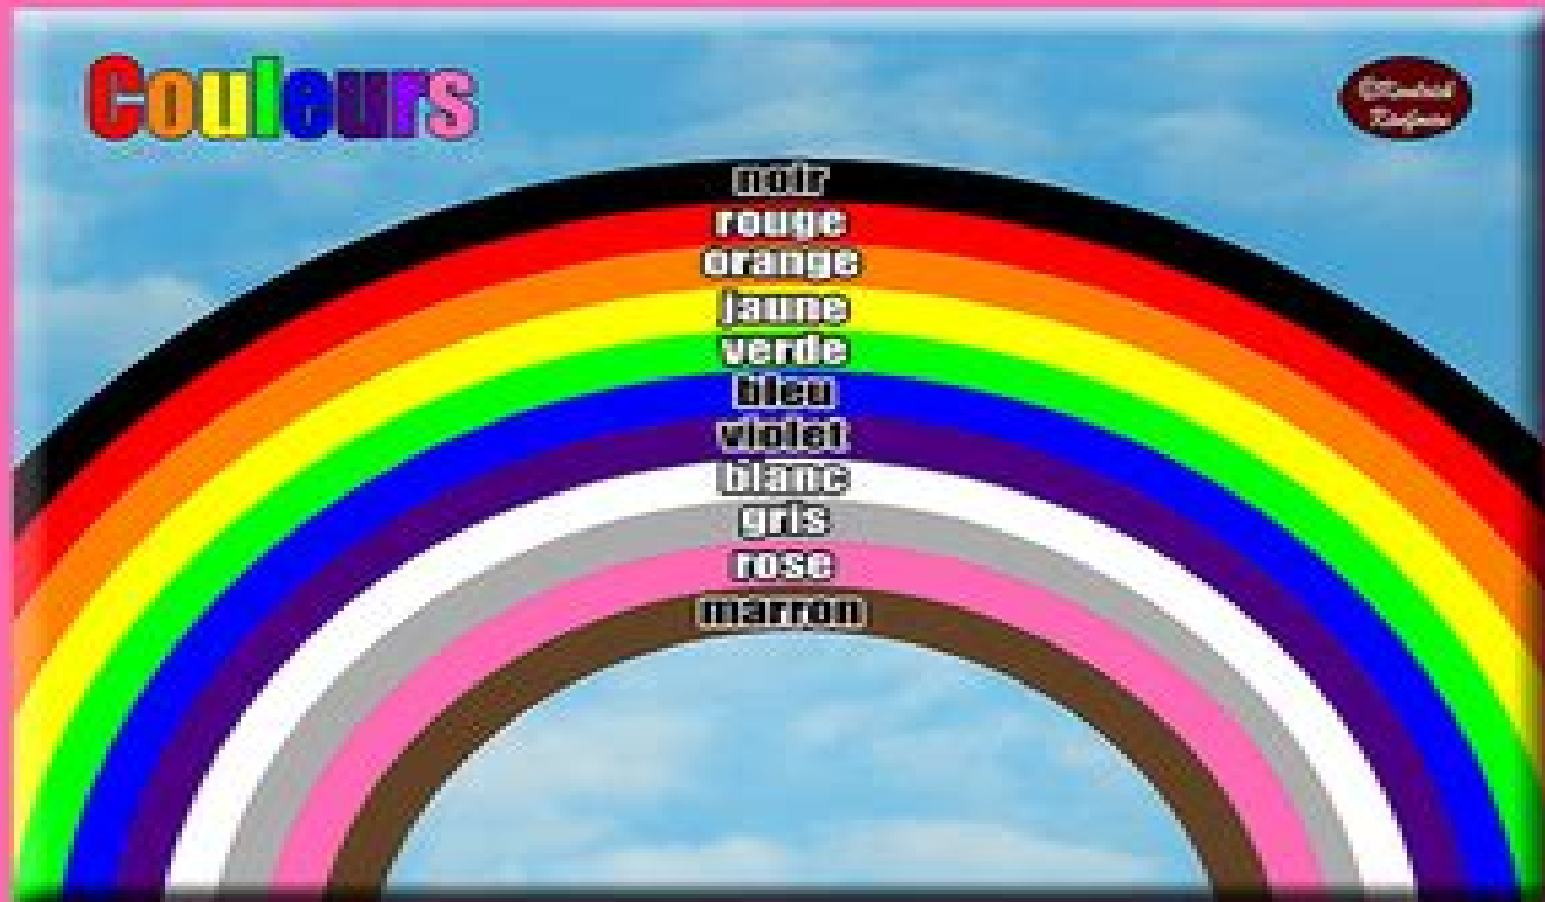 Couleurs
noir
rouge
orange
jaune
verde
bleu
violet
blanc
gris
rose
marron